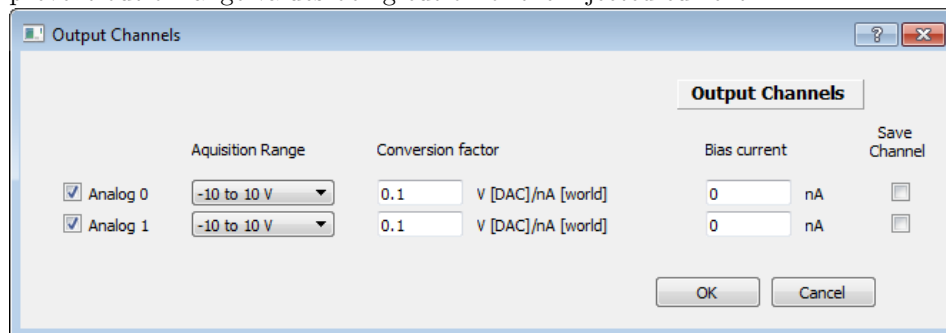 Output Channels
Output Channels
Aquisition Range Conversion factor Bias current Save Channel
Analog 0 -10 to 10 V 0.1 V [DAC]/nA [world] 0 nA
Analog 1 -10 to 10 V 0.1 V [DAC]/nA [world] 0 nA
OK Cancel